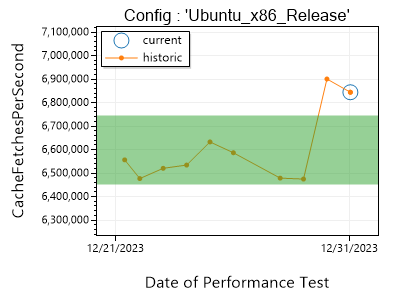 Config : 'Ubuntu_x86_Release'
current
historic
7,100,000
7,000,000
6,900,000
6,800,000
6,700,000
6,600,000
6,500,000
6,400,000
6,300,000
CacheFetchesPerSecond
12/21/2023
12/31/2023
Date of Performance Test